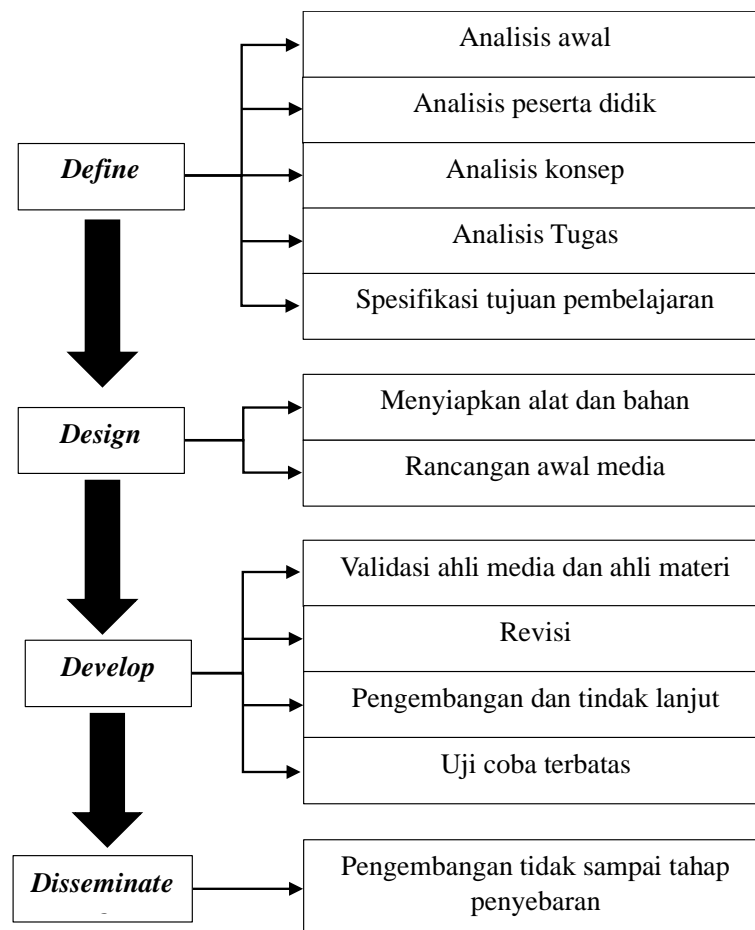 Define
Analisis awal
Analisis peserta didik
Analisis konsep
Analisis Tugas
Spesifikasi tujuan pembelajaran
Design
Menyiapkan alat dan bahan
Rancangan awal media
Develop
Validasi ahli media dan ahli materi
Revisi
Pengembangan dan tindak lanjut
Uji coba terbatas
Disseminate
Pengembangan tidak sampai tahap
penyebaran